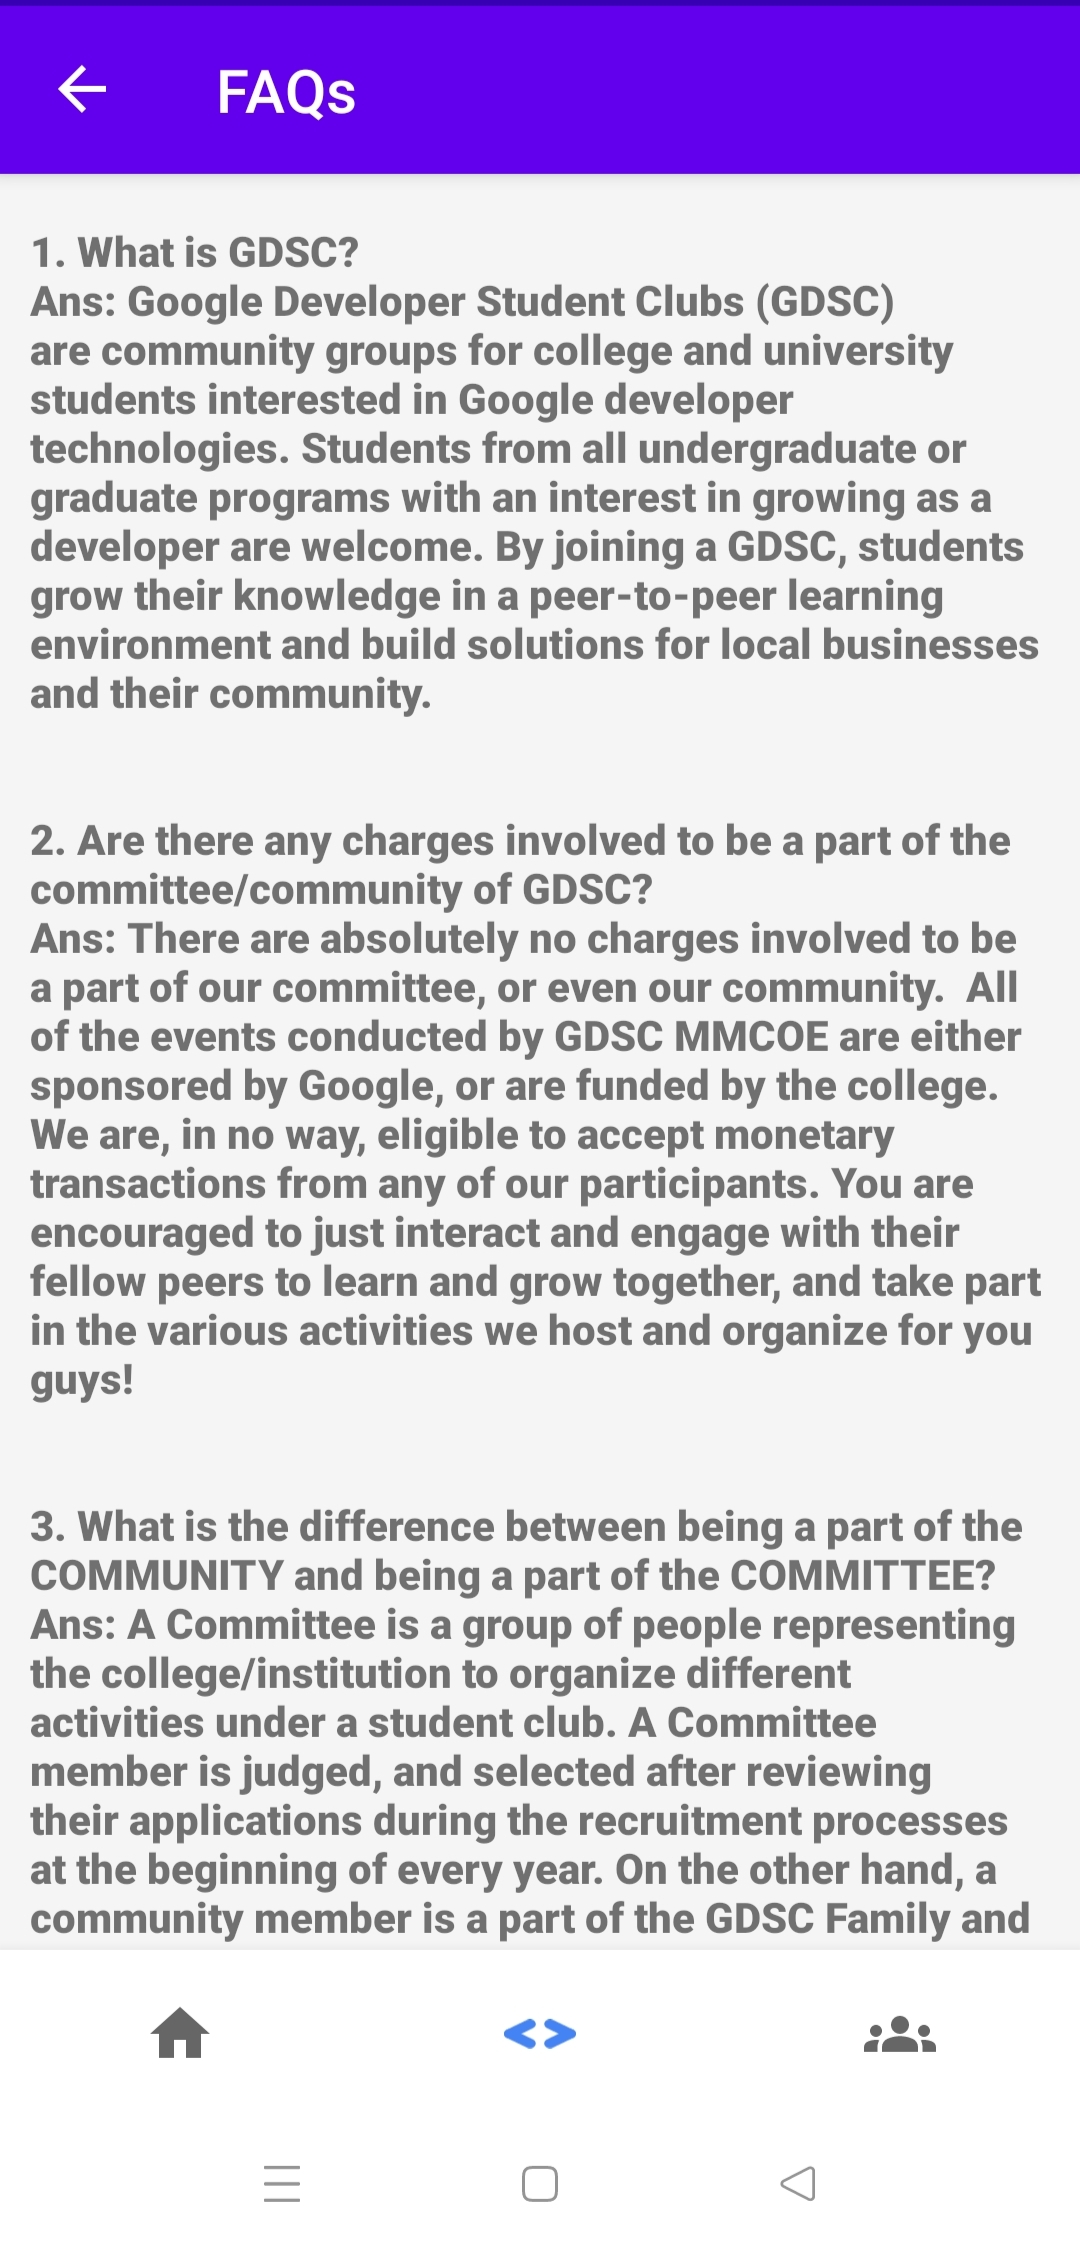 FAQs
1. What is GDSC?
Ans: Google Developer Student Clubs (GDSC)
are community groups for college and university
students interested in Google developer
technologies. Students from all undergraduate or
graduate programs with an interest in growing as a
developer are welcome. By joining a GDSC, students
grow their knowledge in a peer-to-peer learning
environment and build solutions for local businesses
and their community.
2. Are there any charges involved to be a part of the
committee/community of GDSC?
Ans: There are absolutely no charges involved to be
a part of our committee, or even our community.  All
of the events conducted by GDSC MMCOE are either
sponsored by Google, or are funded by the college.
We are, in no way, eligible to accept monetary
transactions from any of our participants. You are
encouraged to just interact and engage with their
fellow peers to learn and grow together, and take part
in the various activities we host and organize for you
guys!
3. What is the difference between being a part of the
COMMUNITY and being a part of the COMMITTEE?
Ans: A Committee is a group of people representing
the college/institution to organize different
activities under a student club. A Committee
member is judged, and selected after reviewing
their applications during the recruitment processes
at the beginning of every year. On the other hand, a
community member is a part of the GDSC Family and